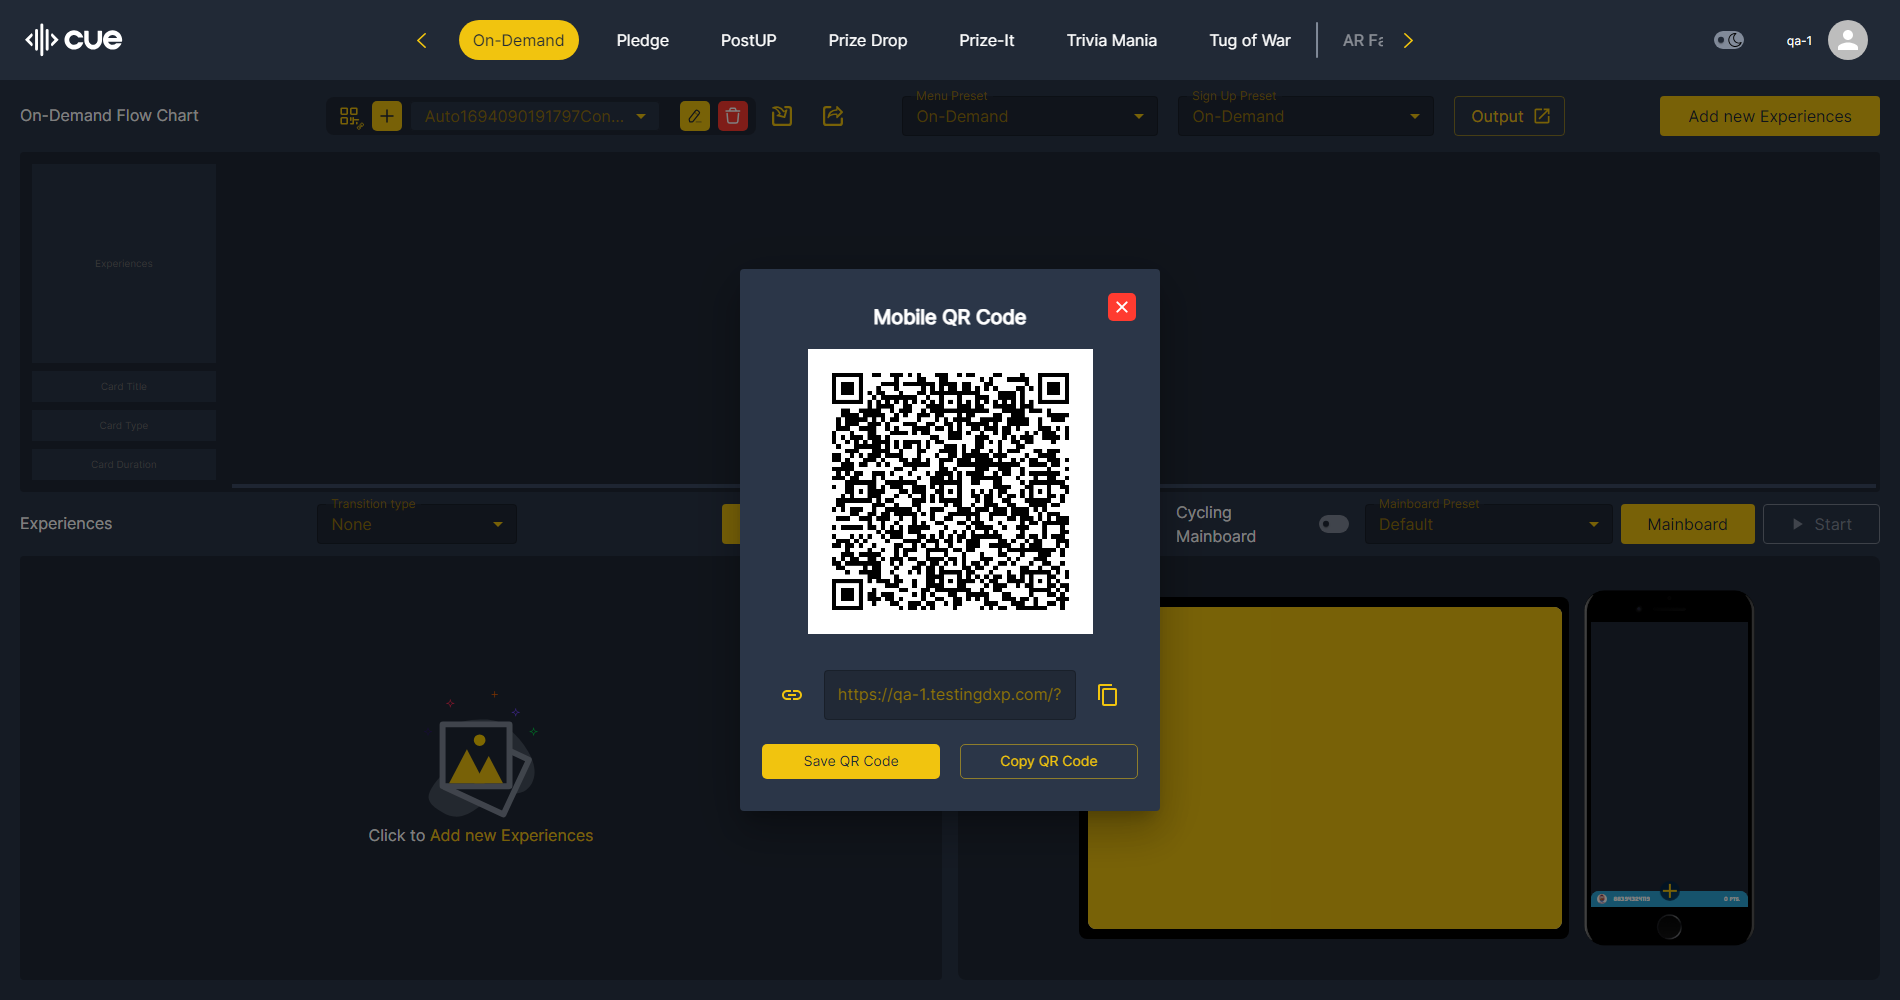 cue
On-Demand
Pledge
PostUP
Prize Drop
Prize-It
Trivia Mania
Tug of War
AR Fa
qa-1
On-Demand Flow Chart
Auto1694090191797Con...
Menu Preset
On-Demand
Sign Up Preset
On-Demand
Output
Add new Experiences
Experiences
Card Title
Card Type
Card Duration
Mobile QR Code
https://qa-1.testingdxp.com/?
Save QR Code
Copy QR Code
Experiences
Transition type
None
Cycling
Mainboard
Mainboard Preset
Default
Mainboard
Start
Click to Add new Experiences
0 PTS